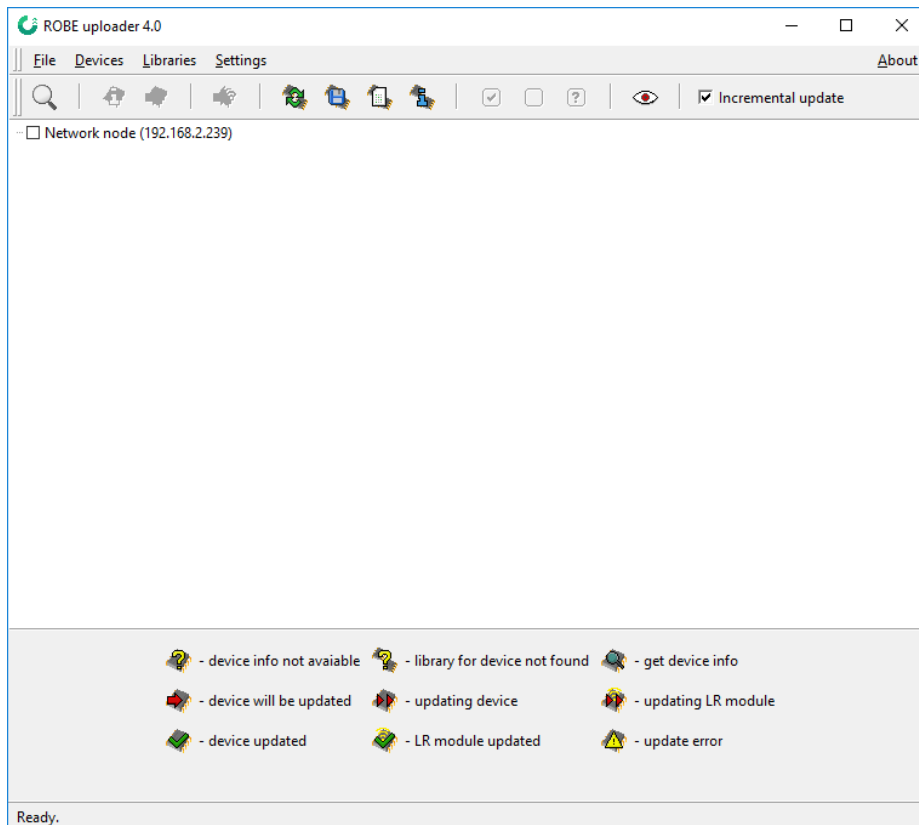 ROBE uploader 4.0
File Devices Libraries Settings About
Incremental update
Network node (192.168.2.239)
- device info not avaiable - library for device not found - get device info
- device will be updated - updating device - updating LR module
- device updated - LR module updated - update error
Ready.